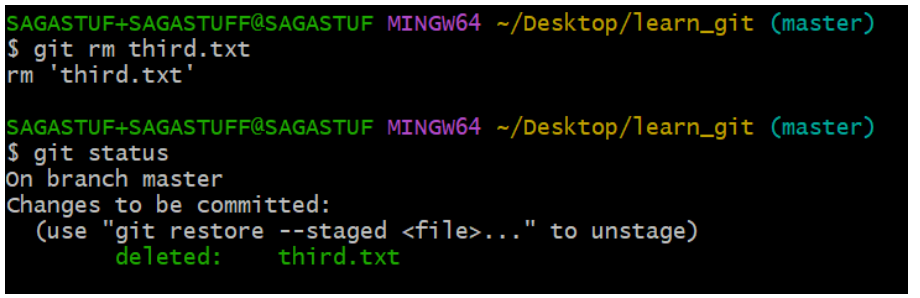 SAGASTUF+SAGASTUFF@SAGASTUF MINGW64 ~/Desktop/learn_git (master)
$ git rm third.txt
rm 'third.txt'
SAGASTUF+SAGASTUFF@SAGASTUF MINGW64 ~/Desktop/learn_git (master)
$ git status
On branch master
Changes to be committed:
  (use "git restore --staged <file>..." to unstage)
        deleted:    third.txt